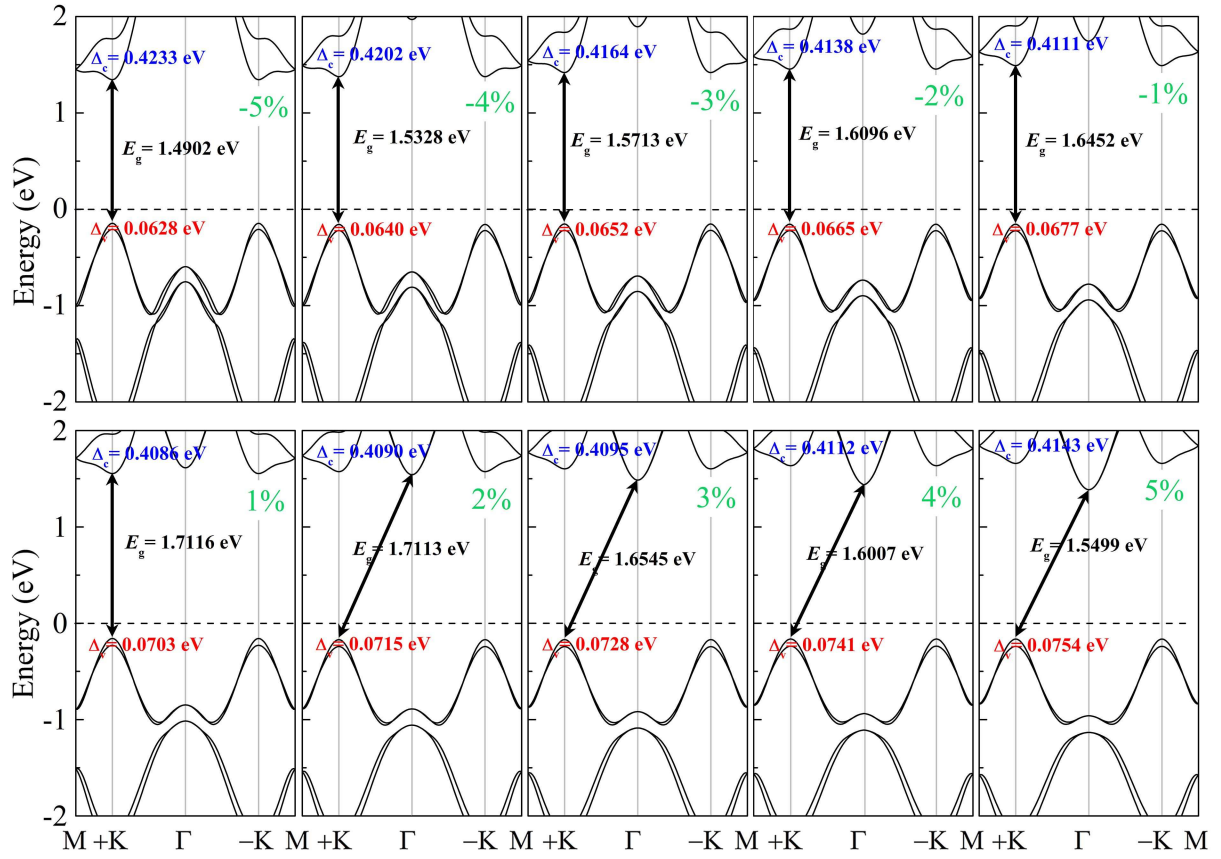 2
1
0
-1
-2
Energy (eV)
Δc = 0.4233 eV
-5%
Eg = 1.4902 eV
Δv = 0.0628 eV
Δc = 0.4202 eV
-4%
Eg = 1.5328 eV
Δv = 0.0640 eV
Δc = 0.4164 eV
-3%
Eg = 1.5713 eV
Δv = 0.0652 eV
Δc = 0.4138 eV
-2%
Eg = 1.6096 eV
Δv = 0.0665 eV
Δc = 0.4111 eV
-1%
Eg = 1.6452 eV
Δv = 0.0677 eV
2
1
0
-1
-2
Energy (eV)
Δc = 0.4086 eV
1%
Eg = 1.7116 eV
Δv = 0.0703 eV
Δc = 0.4090 eV
2%
Eg = 1.7113 eV
Δv = 0.0715 eV
Δc = 0.4095 eV
3%
Eg = 1.6545 eV
Δv = 0.0728 eV
Δc = 0.4112 eV
4%
Eg = 1.6007 eV
Δv = 0.0741 eV
Δc = 0.4143 eV
5%
Eg = 1.5499 eV
Δv = 0.0754 eV
M +K Γ −K M +K Γ −K M +K Γ −K M +K Γ −K M +K Γ −K M